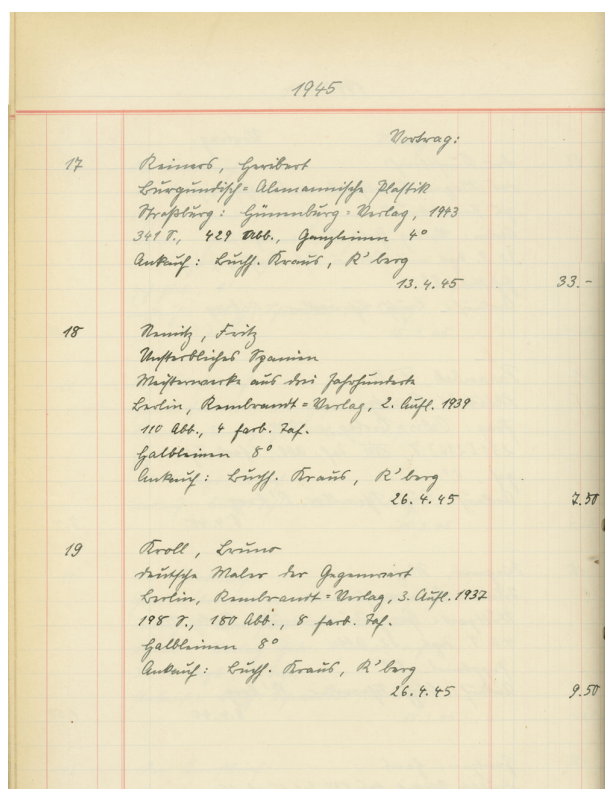 1945
Vortrag:
17 Reiners, Heribert
Burgundisch=Alemannische Plastik
Straßburg: Hünenburg=Verlag, 1943
341 S., 429 Abb., Ganzleinen 4°
Ankauf: Buchh. Kraus, R'berg
13.4.45 33.-
18 Nemitz, Fritz
Unsterbliches Spanien
Meisterwerke aus drei Jahrhunderte
Berlin, Rembrandt=Verlag, 2. Aufl. 1939
110 Abb., 4 farb. Taf.
Halbleinen 8°
Ankauf: Buchh. Kraus, R'berg
26.4.45 7.50
19 Kroll, Bruno
deutsche Maler der Gegenwart
Berlin, Rembrandt=Verlag, 3. Aufl. 1937
198 S., 180 Abb., 8 farb. Taf.
Halbleinen 8°
Ankauf: Buchh. Kraus, R'berg
26.4.45 9.50